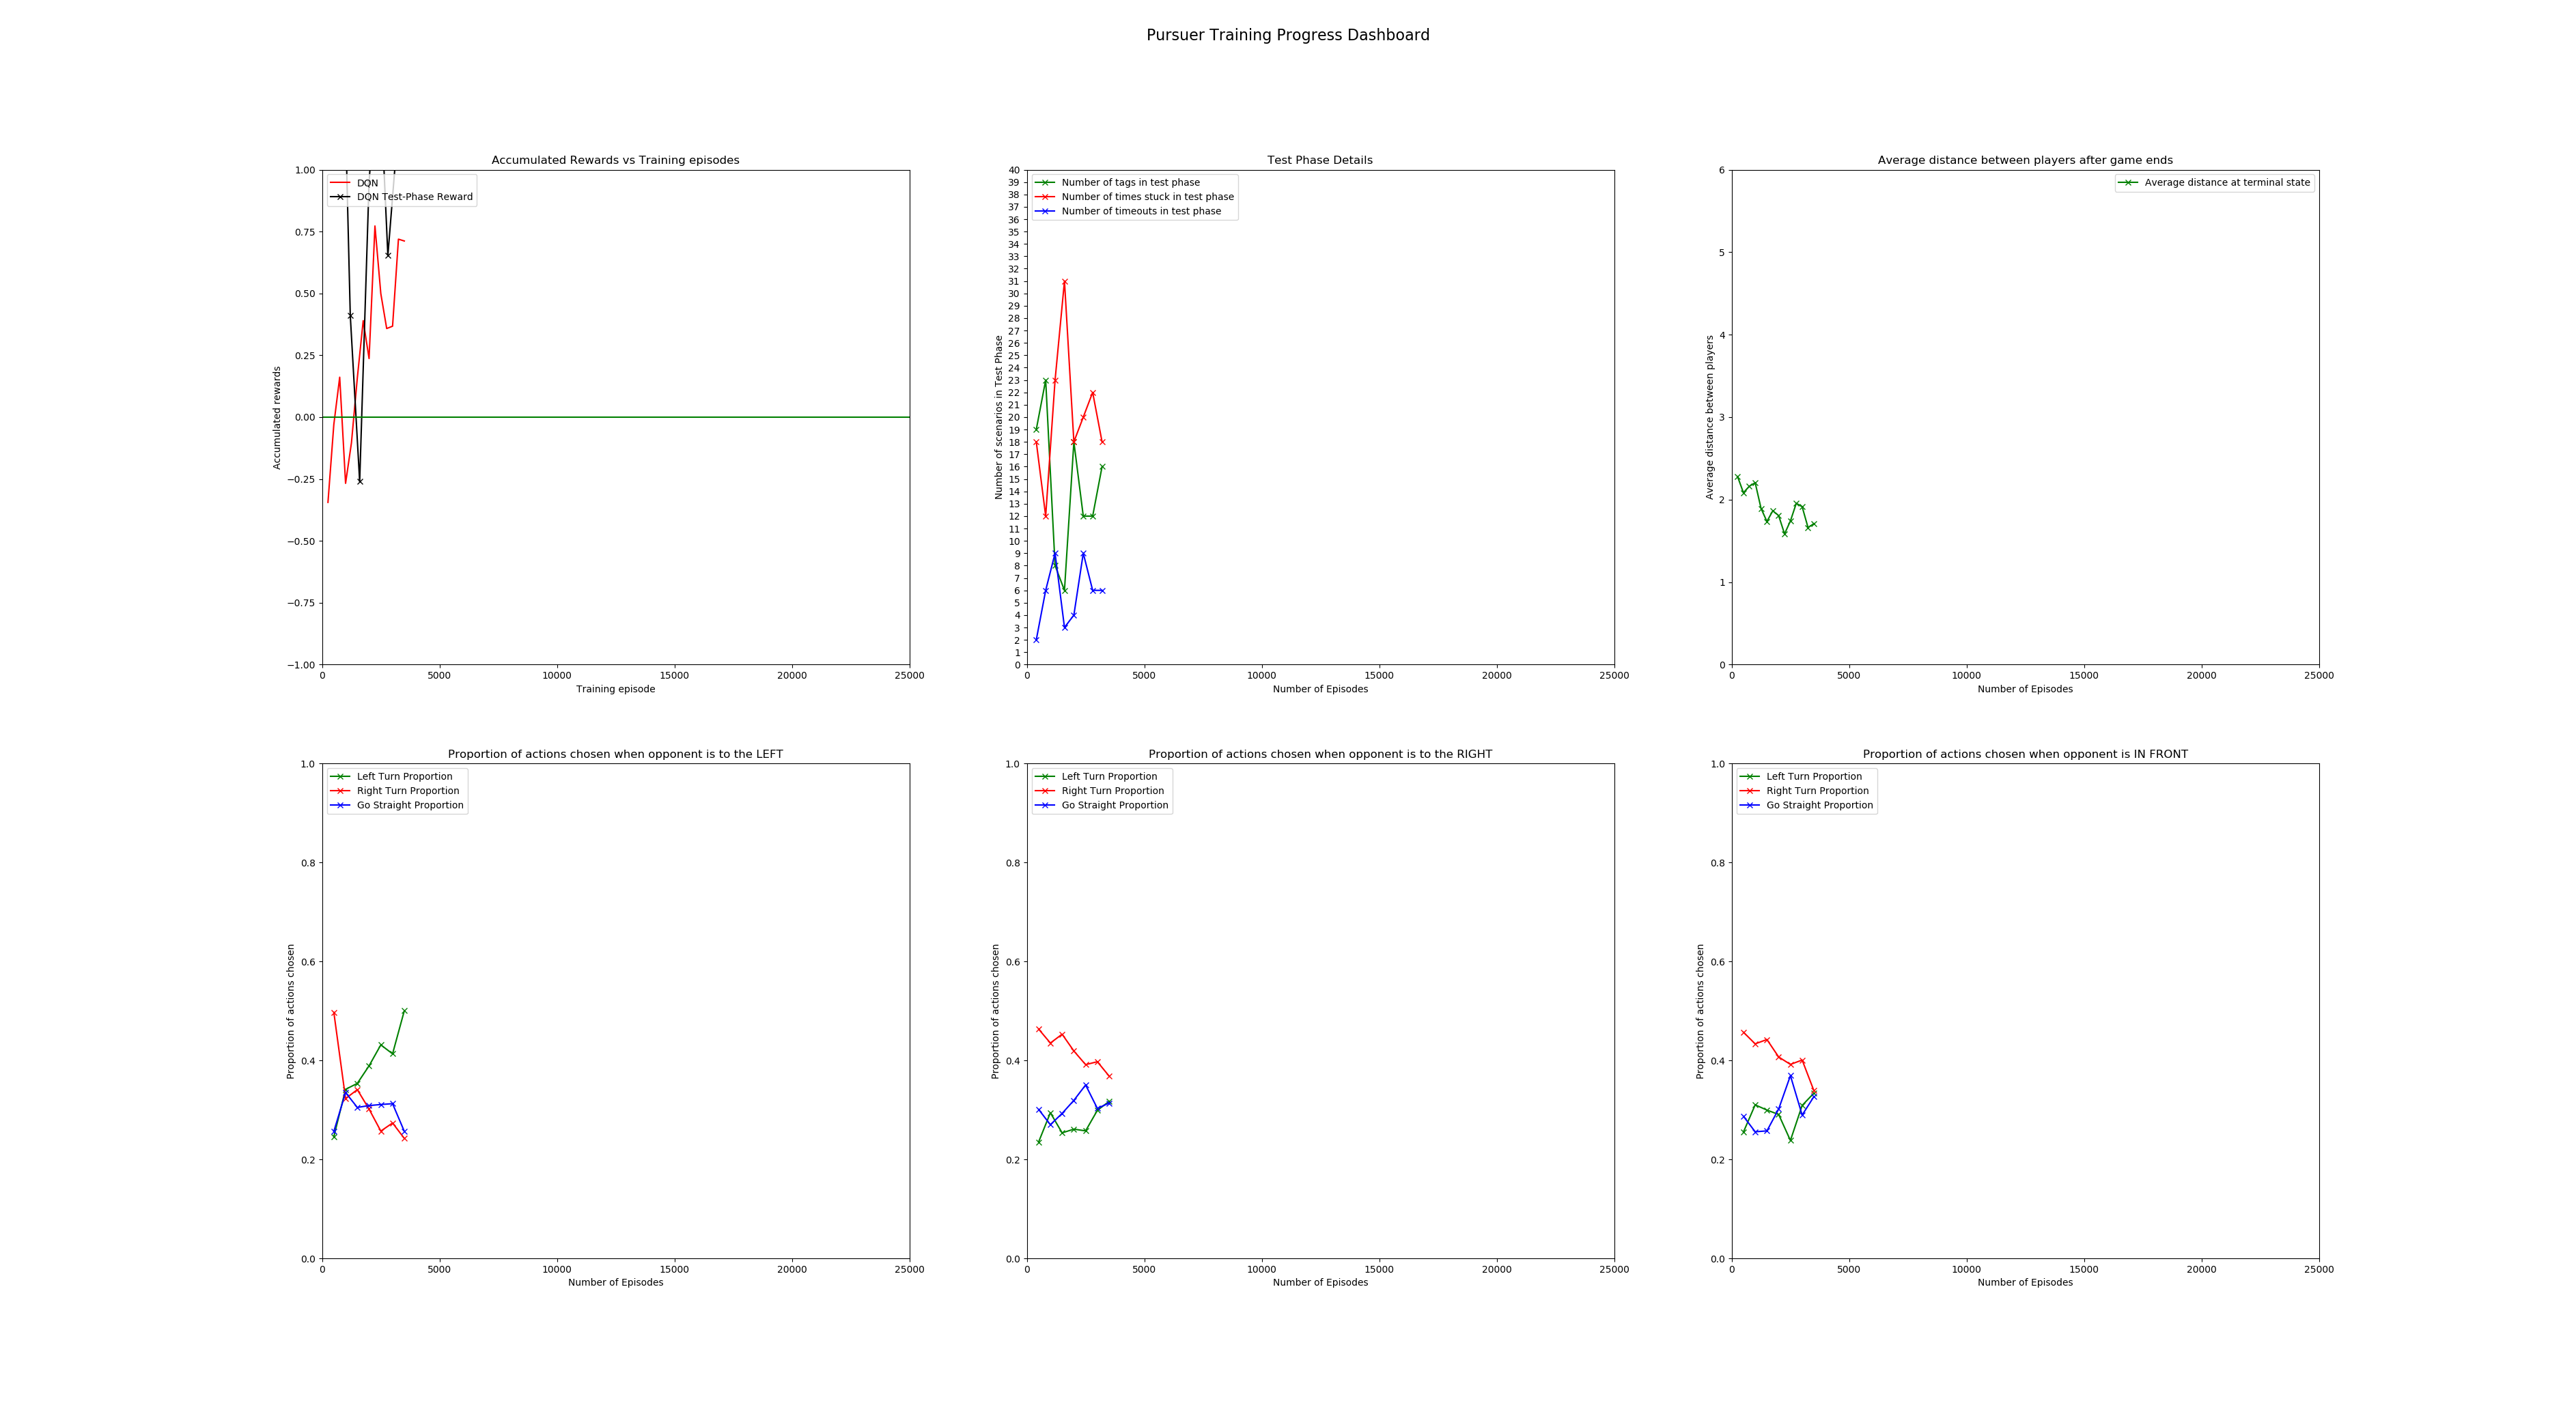 Pursuer Training Progress Dashboard
Accumulated Rewards vs Training episodes
DQN
DQN Test-Phase Reward
1.00
0.75
0.50
0.25
0.00
−0.25
−0.50
−0.75
−1.00
Accumulated rewards
0 5000 10000 15000 20000 25000
Training episode
Test Phase Details
Number of tags in test phase
Number of times stuck in test phase
Number of timeouts in test phase
40
39
38
37
36
35
34
33
32
31
30
29
28
27
26
25
24
23
22
21
20
19
18
17
16
15
14
13
12
11
10
9
8
7
6
5
4
3
2
1
0
Number of scenarios in Test Phase
0 5000 10000 15000 20000 25000
Number of Episodes
Average distance between players after game ends
Average distance at terminal state
6
5
4
3
2
1
0
Average distance between players
0 5000 10000 15000 20000 25000
Number of Episodes
Proportion of actions chosen when opponent is to the LEFT
Left Turn Proportion
Right Turn Proportion
Go Straight Proportion
1.0
0.8
0.6
0.4
0.2
0.0
Proportion of actions chosen
0 5000 10000 15000 20000 25000
Number of Episodes
Proportion of actions chosen when opponent is to the RIGHT
Left Turn Proportion
Right Turn Proportion
Go Straight Proportion
1.0
0.8
0.6
0.4
0.2
0.0
Proportion of actions chosen
0 5000 10000 15000 20000 25000
Number of Episodes
Proportion of actions chosen when opponent is IN FRONT
Left Turn Proportion
Right Turn Proportion
Go Straight Proportion
1.0
0.8
0.6
0.4
0.2
0.0
Proportion of actions chosen
0 5000 10000 15000 20000 25000
Number of Episodes